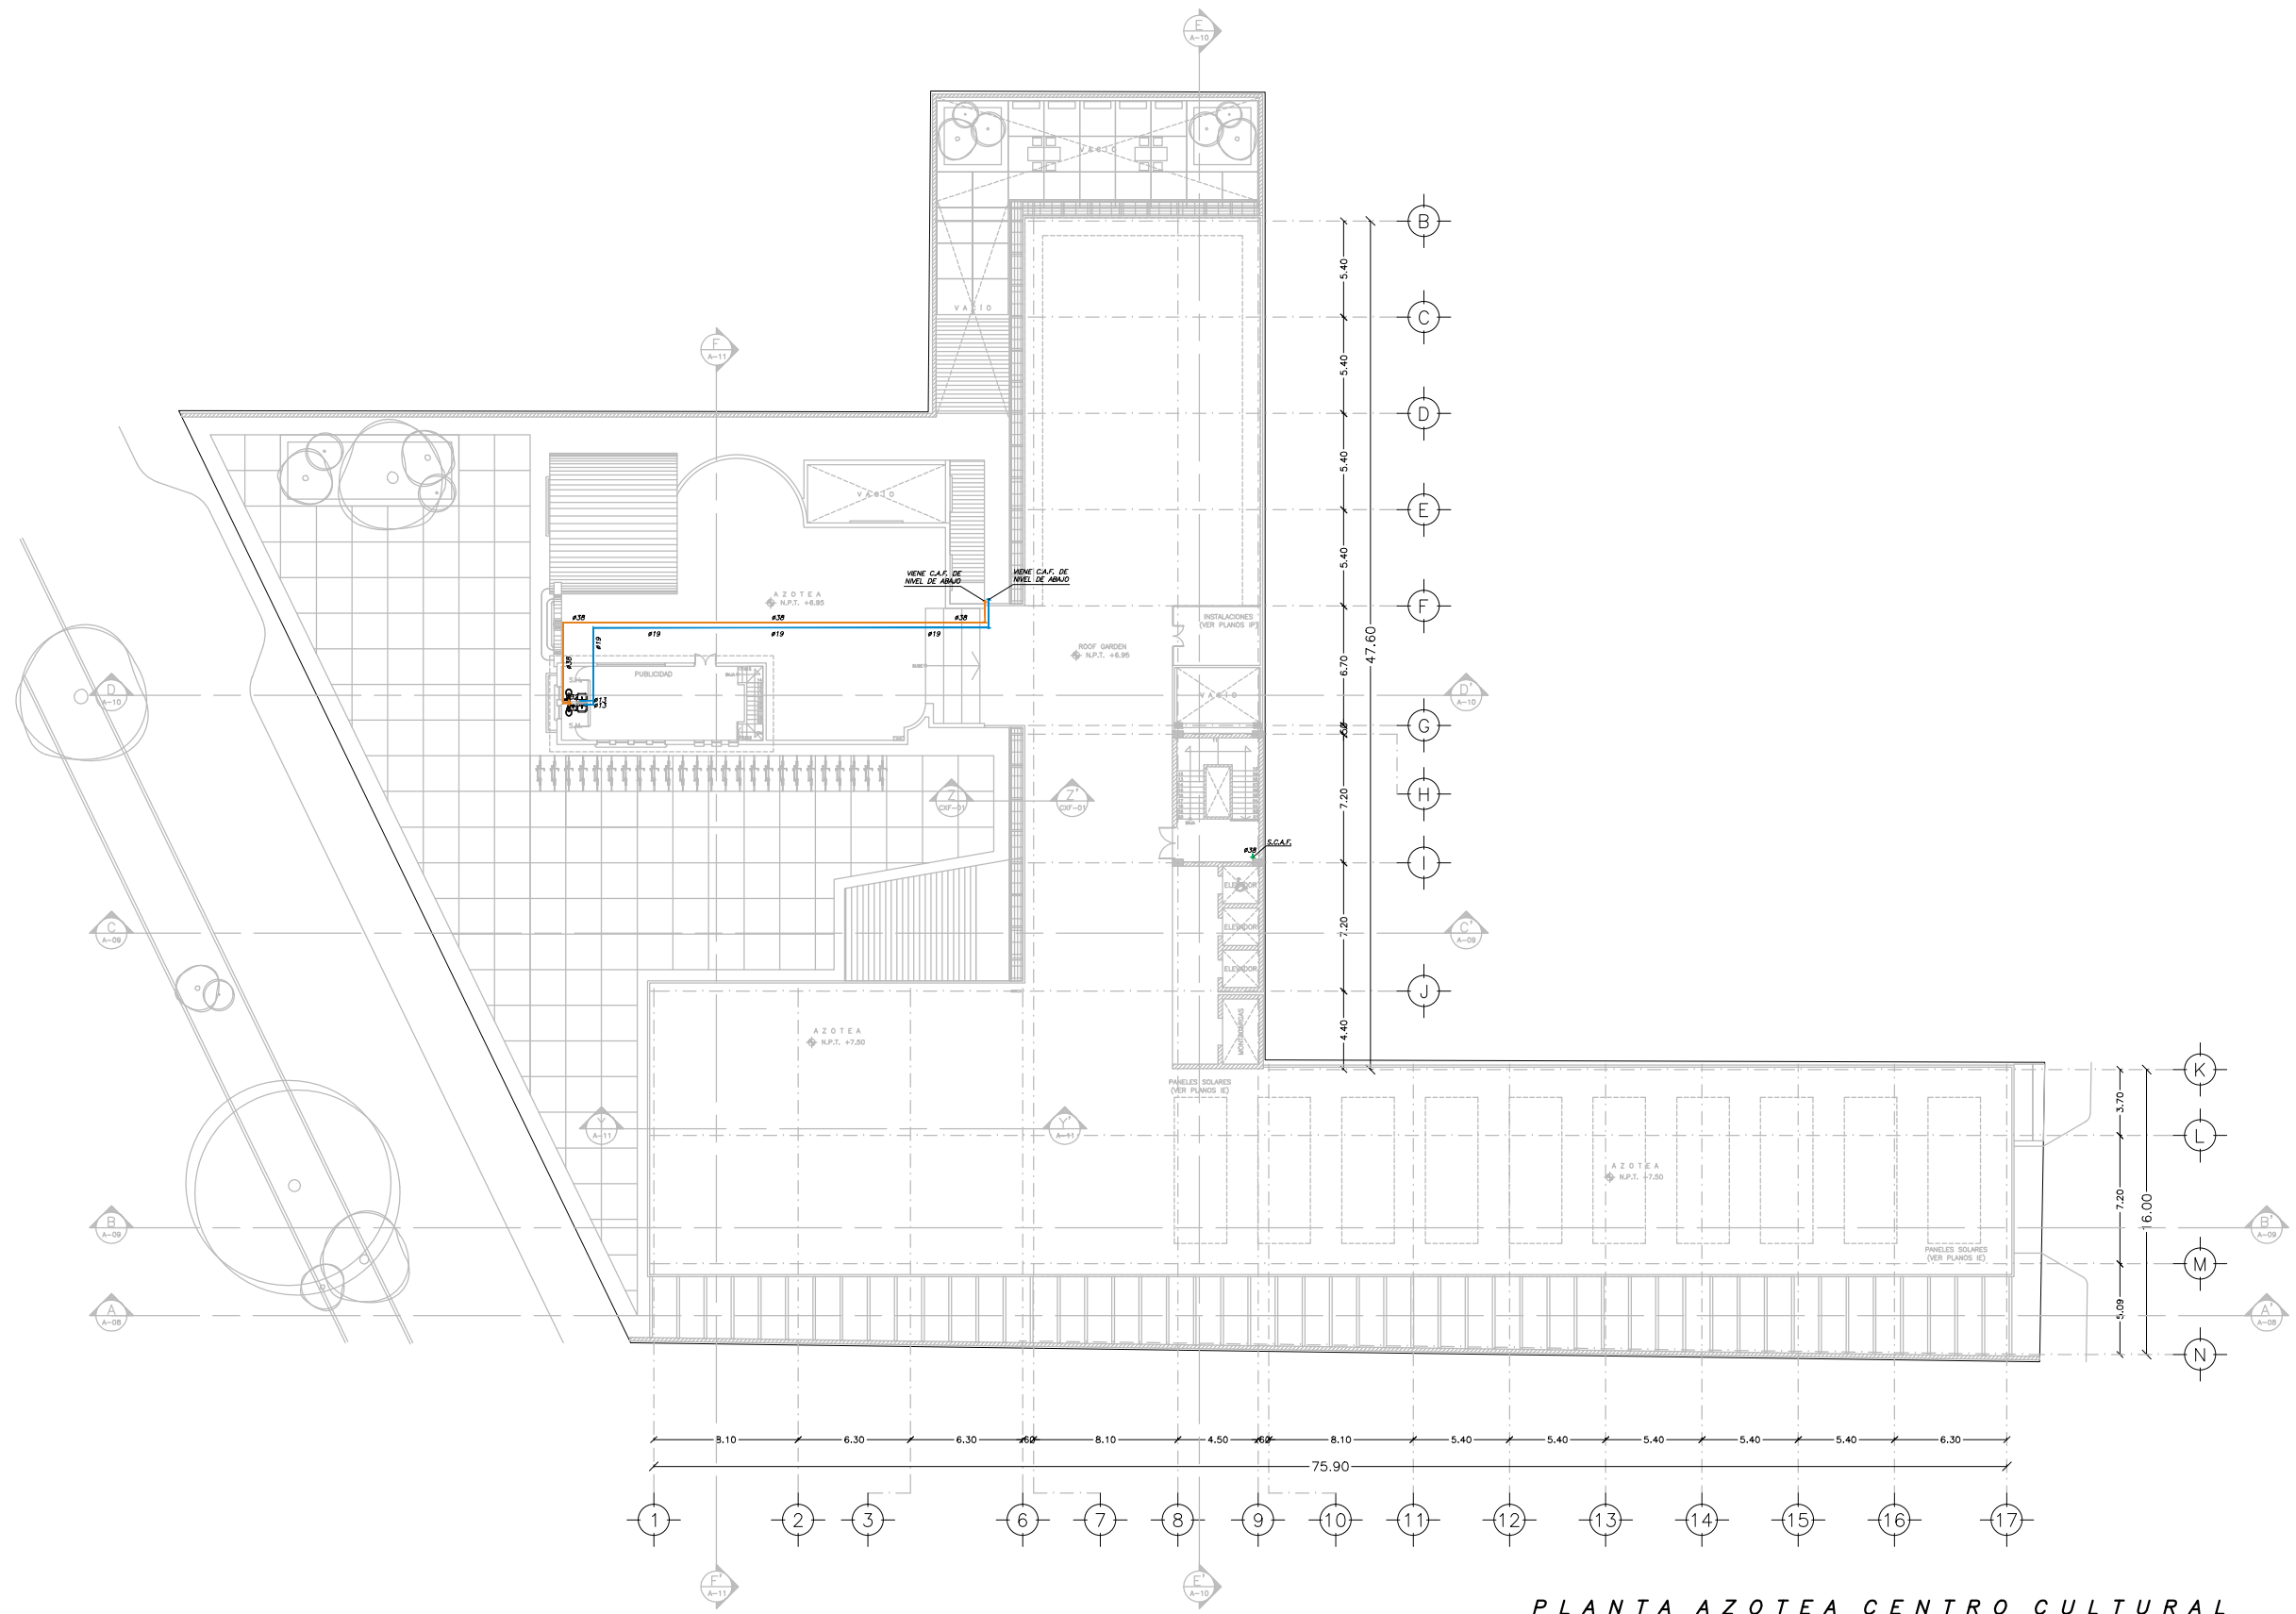 E
A-10
VACIO
B
5.40
C
VACIO
5.40
F
A-11
D
5.40
VACIO
E
5.40
VIENE C.A.F. DE
NIVEL DE ABAJO
VIENE C.A.F. DE
NIVEL DE ABAJO
AZOTEA
N.P.T. +6.95
F
INSTALACIONES
(VER PLANOS IP)
ø38
ø38
ø38
ø19
ø19
ø19
ø19
ø38
47.60
ROOF GARDEN
N.P.T. +6.95
6.70
PUBLICIDAD
S.M.
D
A-10
VACIO
D'
A-10
ø13
ø13
S.M.
G
Z
CXF-01
Z'
CXF-01
H
7.20
ø38
S.C.A.F.
I
ELEVADOR
C
A-09
ELEVADOR
7.20
C'
A-09
ELEVADOR
J
AZOTEA
N.P.T. +7.50
MONTACARGAS
4.40
K
PANELES SOLARES
(VER PLANOS IE)
3.70
Y
A-11
Y'
A-11
L
AZOTEA
N.P.T. +7.50
7.20
16.00
B
A-09
B'
A-09
PANELES SOLARES
(VER PLANOS IE)
M
A
A-08
5.09
A'
A-08
N
8.10 6.30 6.30 .60 8.10 4.50 .60 8.10 5.40 5.40 5.40 5.40 5.40 6.30
75.90
1 2 3 6 7 8 9 10 11 12 13 14 15 16 17
F'
A-11
E'
A-10
PLANTA AZOTEA CENTRO CULTURAL